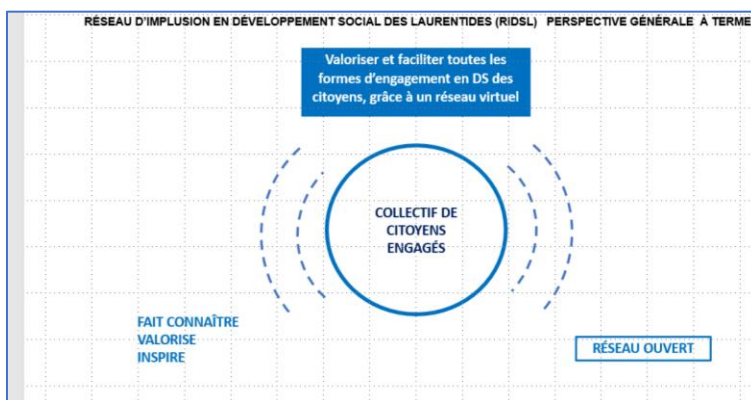 RÉSEAU D'IMPLUSION EN DÉVELOPPEMENT SOCIAL DES LAURENTIDES (RIDSL) PERSPECTIVE GÉNÉRALE À TERME
Valoriser et faciliter toutes les
formes d'engagement en DS des
citoyens, grâce à un réseau virtuel
COLLECTIF DE
CITOYENS
ENGAGÉS
FAIT CONNAÎTRE
VALORISE
INSPIRE
RÉSEAU OUVERT